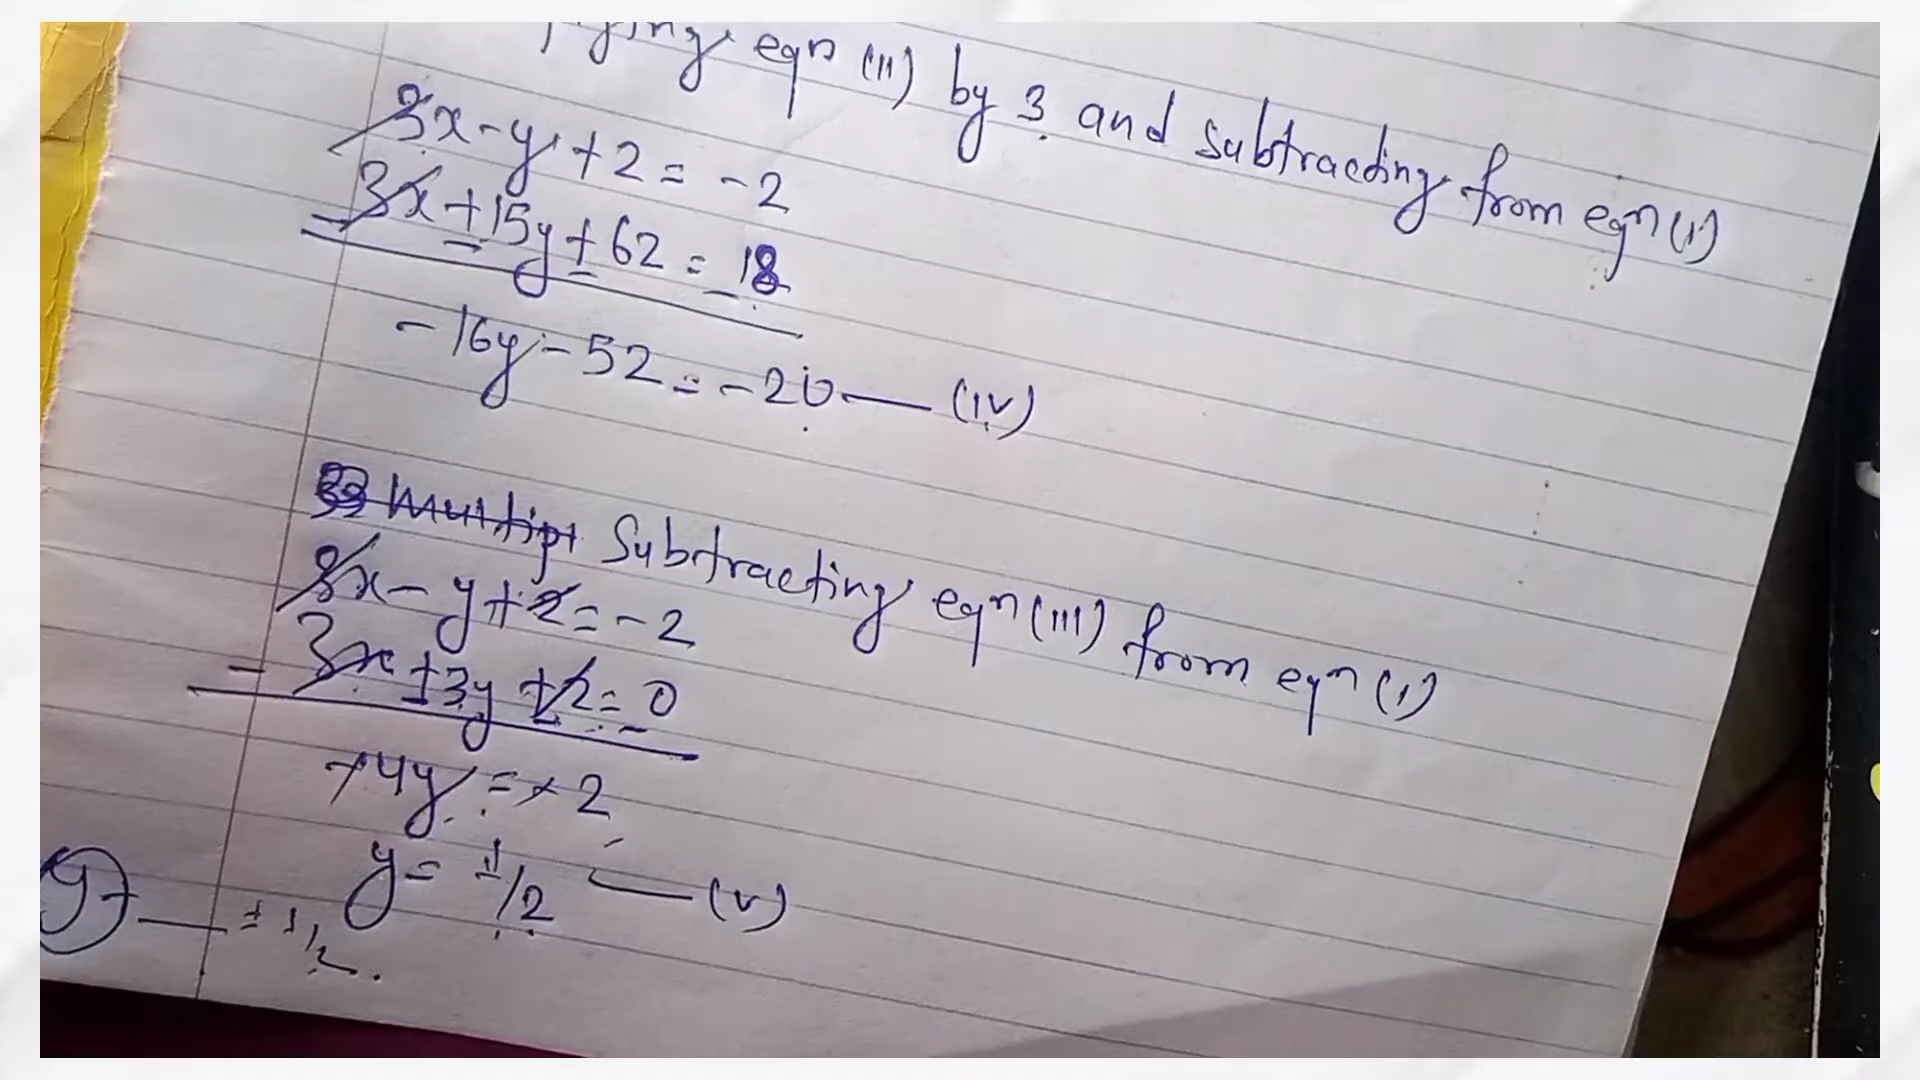 eqn (II) by 3 and subtracting from eqn (I)
3x - y + 2 = -2
3x + 15y + 62 = 18
- - - -
-16y - 52 = -20 — (IV)
Subtracting eqn (III) from eqn (I)
3x - y + 2 = -2
3x + 3y + 2 = 0
- - - -
-4y = -2
y = 1/2 — (V)
y — = 1/2.